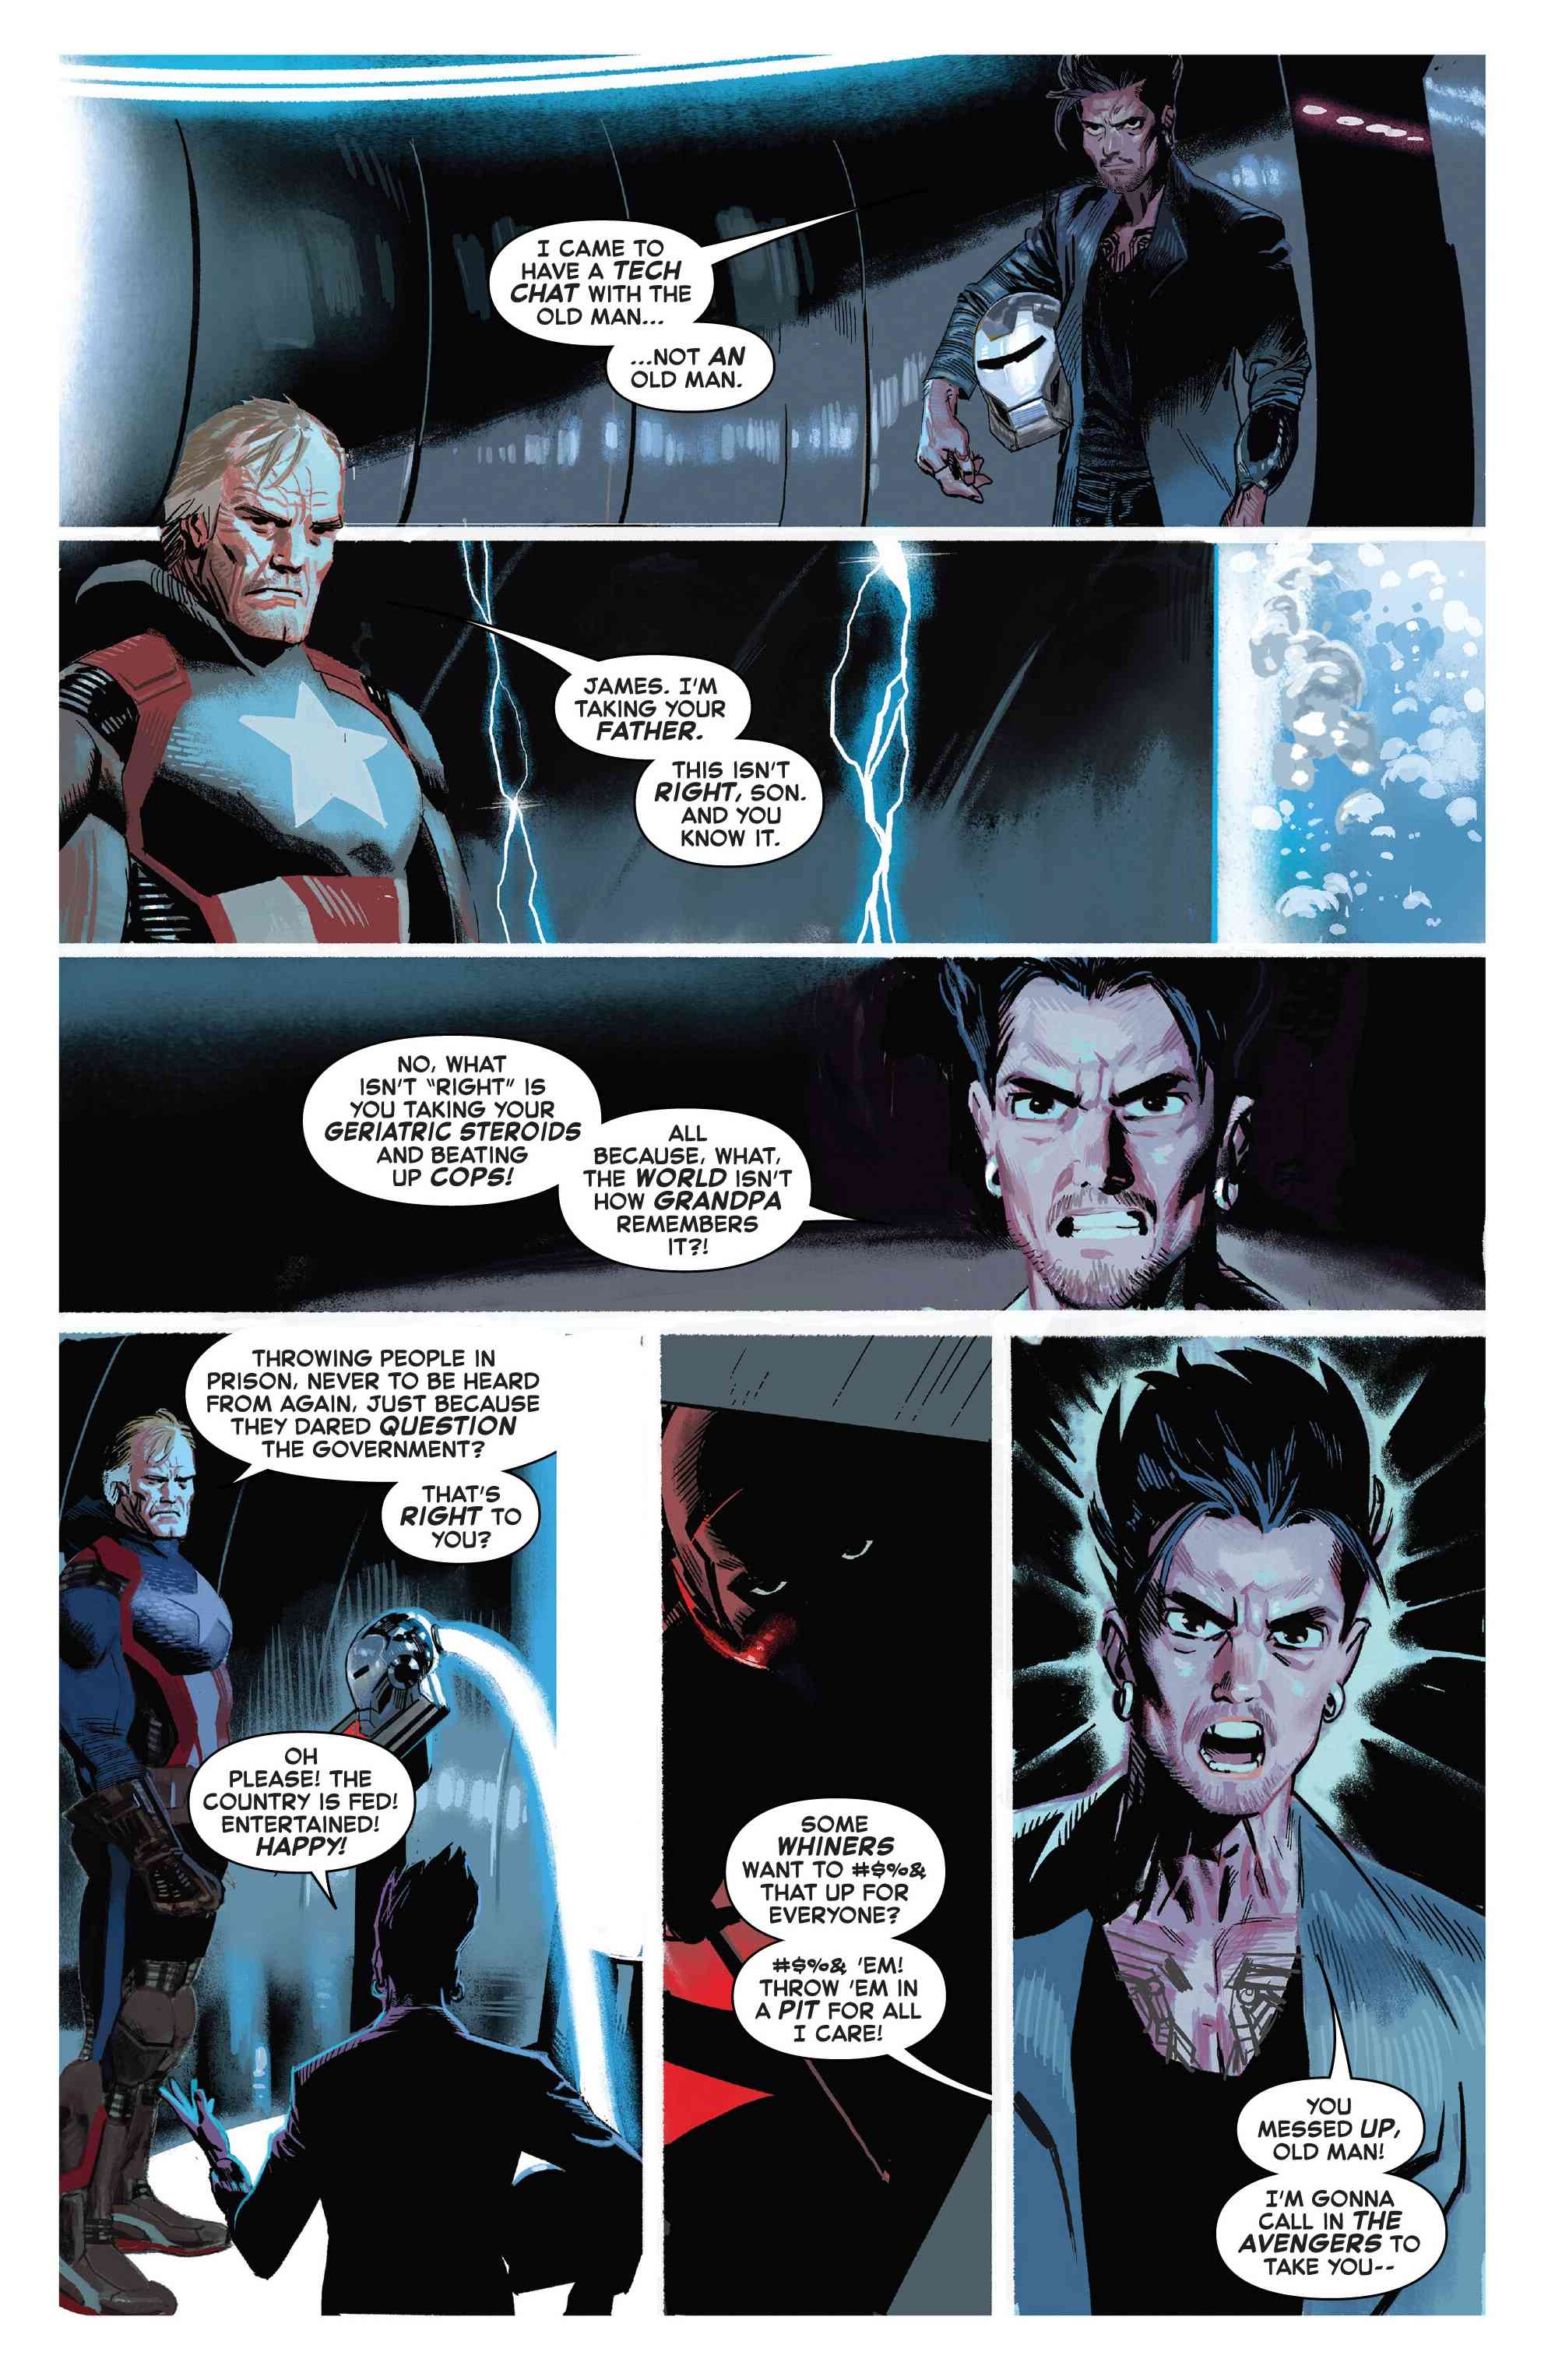 I CAME TO
HAVE A TECH
CHAT WITH THE
OLD MAN...
...NOT AN
OLD MAN.
JAMES. I'M
TAKING YOUR
FATHER.
THIS ISN'T
RIGHT, SON.
AND YOU
KNOW IT.
NO, WHAT
ISN'T "RIGHT" IS
YOU TAKING YOUR
GERIATRIC STEROIDS
AND BEATING
UP COPS!
ALL
BECAUSE, WHAT,
THE WORLD ISN'T
HOW GRANDPA
REMEMBERS
IT?!
THROWING PEOPLE IN
PRISON, NEVER TO BE HEARD
FROM AGAIN, JUST BECAUSE
THEY DARED QUESTION
THE GOVERNMENT?
THAT'S
RIGHT TO
YOU?
OH
PLEASE! THE
COUNTRY IS FED!
ENTERTAINED!
HAPPY!
SOME
WHINERS
WANT TO #$%&
THAT UP FOR
EVERYONE?
#$%& 'EM!
THROW 'EM IN
A PIT FOR ALL
I CARE!
YOU
MESSED UP,
OLD MAN!
I'M GONNA
CALL IN THE
AVENGERS TO
TAKE YOU--